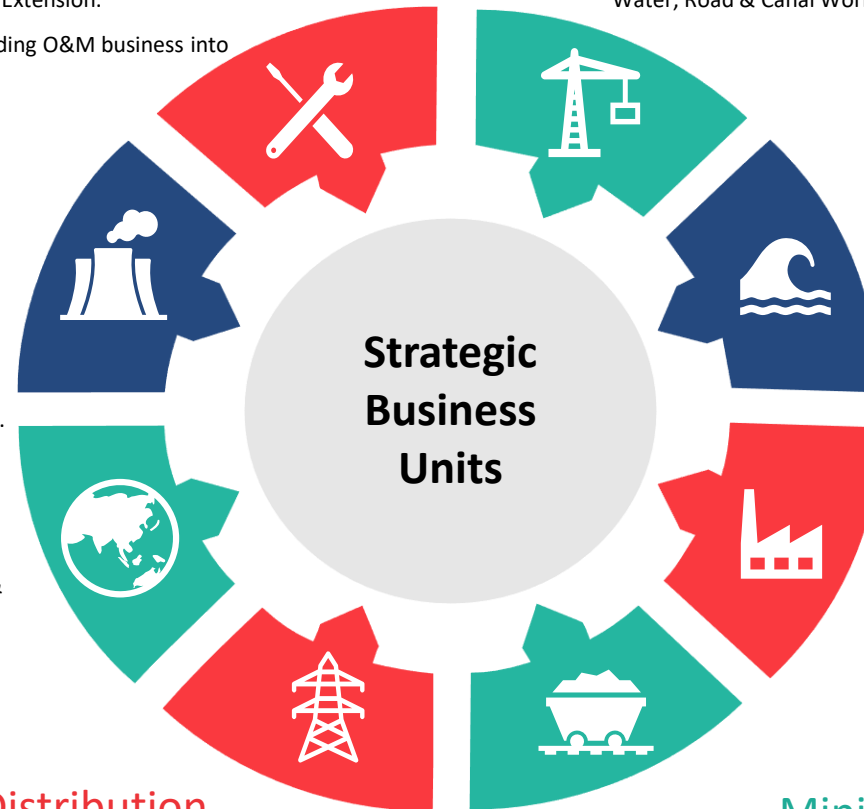 Extension.
Water, Road & Canal Wor
ding O&M business into
Strategic
Business
Units
Distribution
Mini